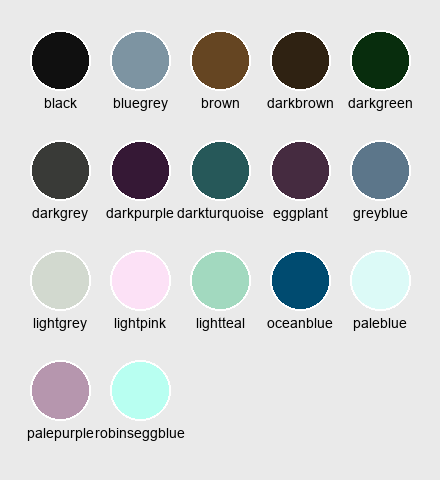 black bluegrey brown darkbrown darkgreen
darkgrey darkpurple darkturquoise eggplant greyblue
lightgrey lightpink lightteal oceanblue paleblue
palepurple robinseggblue